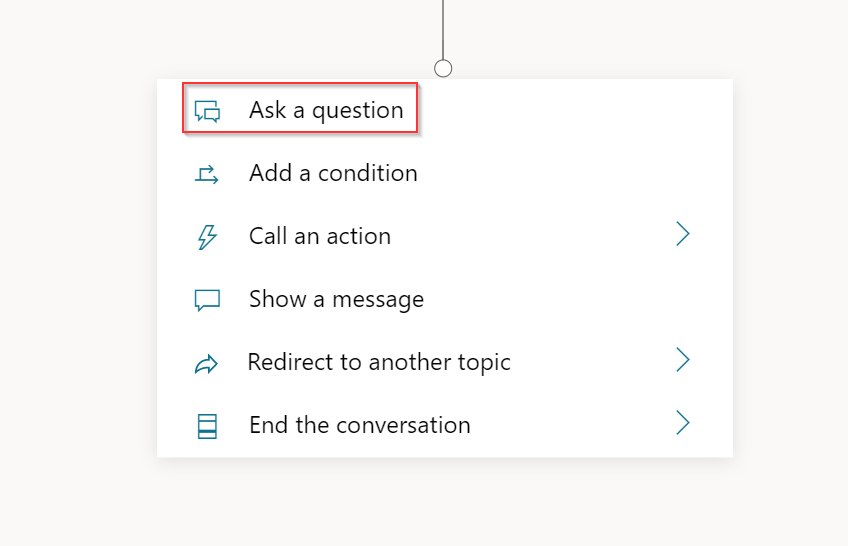 Ask a question
Add a condition
Call an action
Show a message
Redirect to another topic
End the conversation